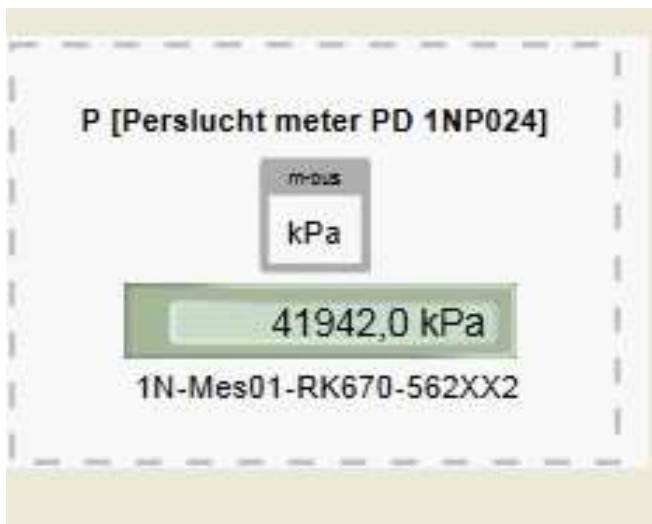 P [Perslucht meter PD 1NP024]
m-bus
kPa
41942,0 kPa
1N-Mes01-RK670-562XX2